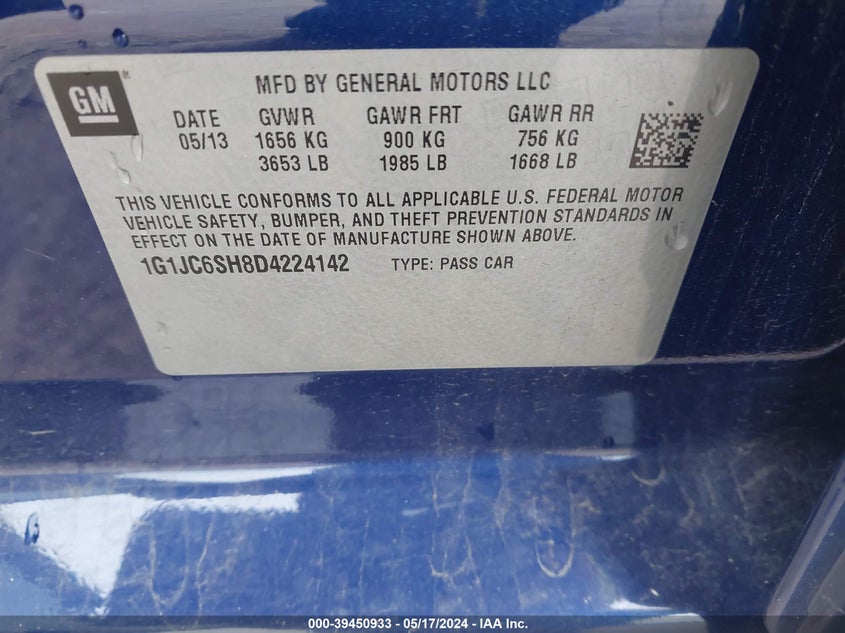 GM ®
MFD BY GENERAL MOTORS LLC
DATE GVWR GAWR FRT GAWR RR
05/13 1656 KG 900 KG 756 KG
3653 LB 1985 LB 1668 LB
THIS VEHICLE CONFORMS TO ALL APPLICABLE U.S. FEDERAL MOTOR
VEHICLE SAFETY, BUMPER, AND THEFT PREVENTION STANDARDS IN
EFFECT ON THE DATE OF MANUFACTURE SHOWN ABOVE.
1G1JC6SH8D4224142 TYPE: PASS CAR
000-39450933 - 05/17/2024 - IAA Inc.